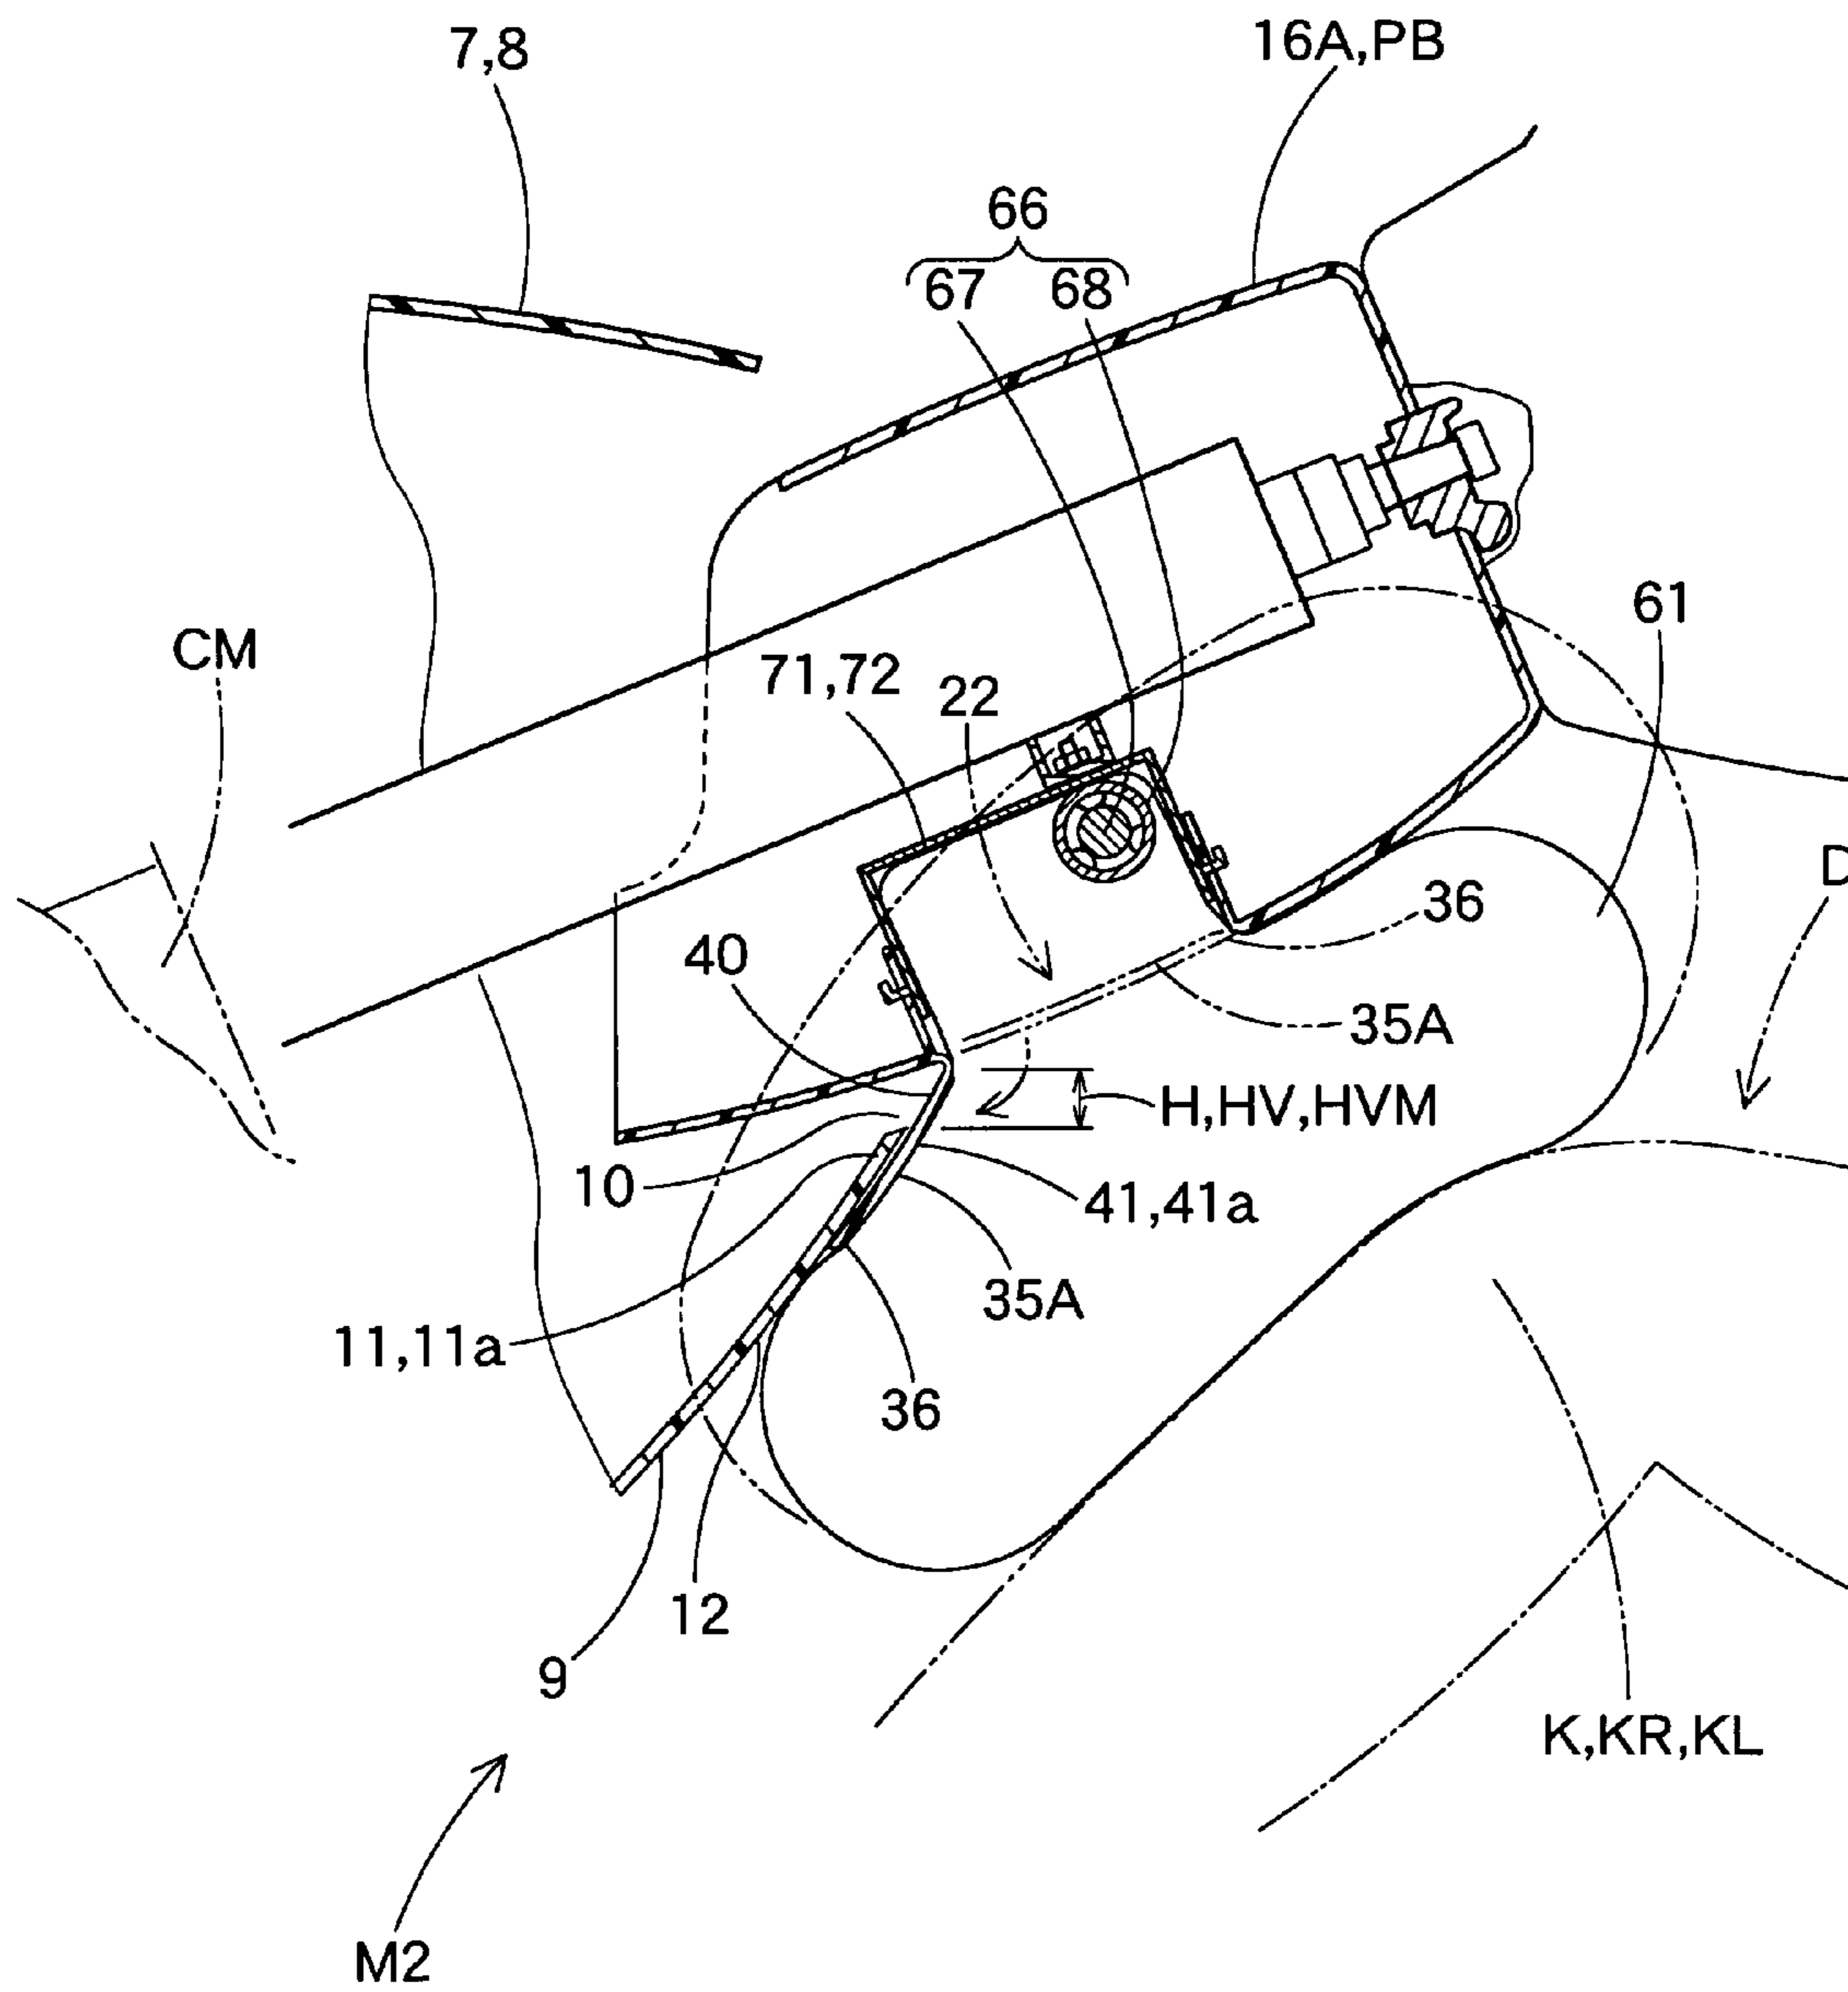 7,8
16A,PB
66
67 68
61
CM
71,72 22
D
36
40
35A
H,HV,HVM
10
41,41a
35A
11,11a
36
12
9
K,KR,KL
M2